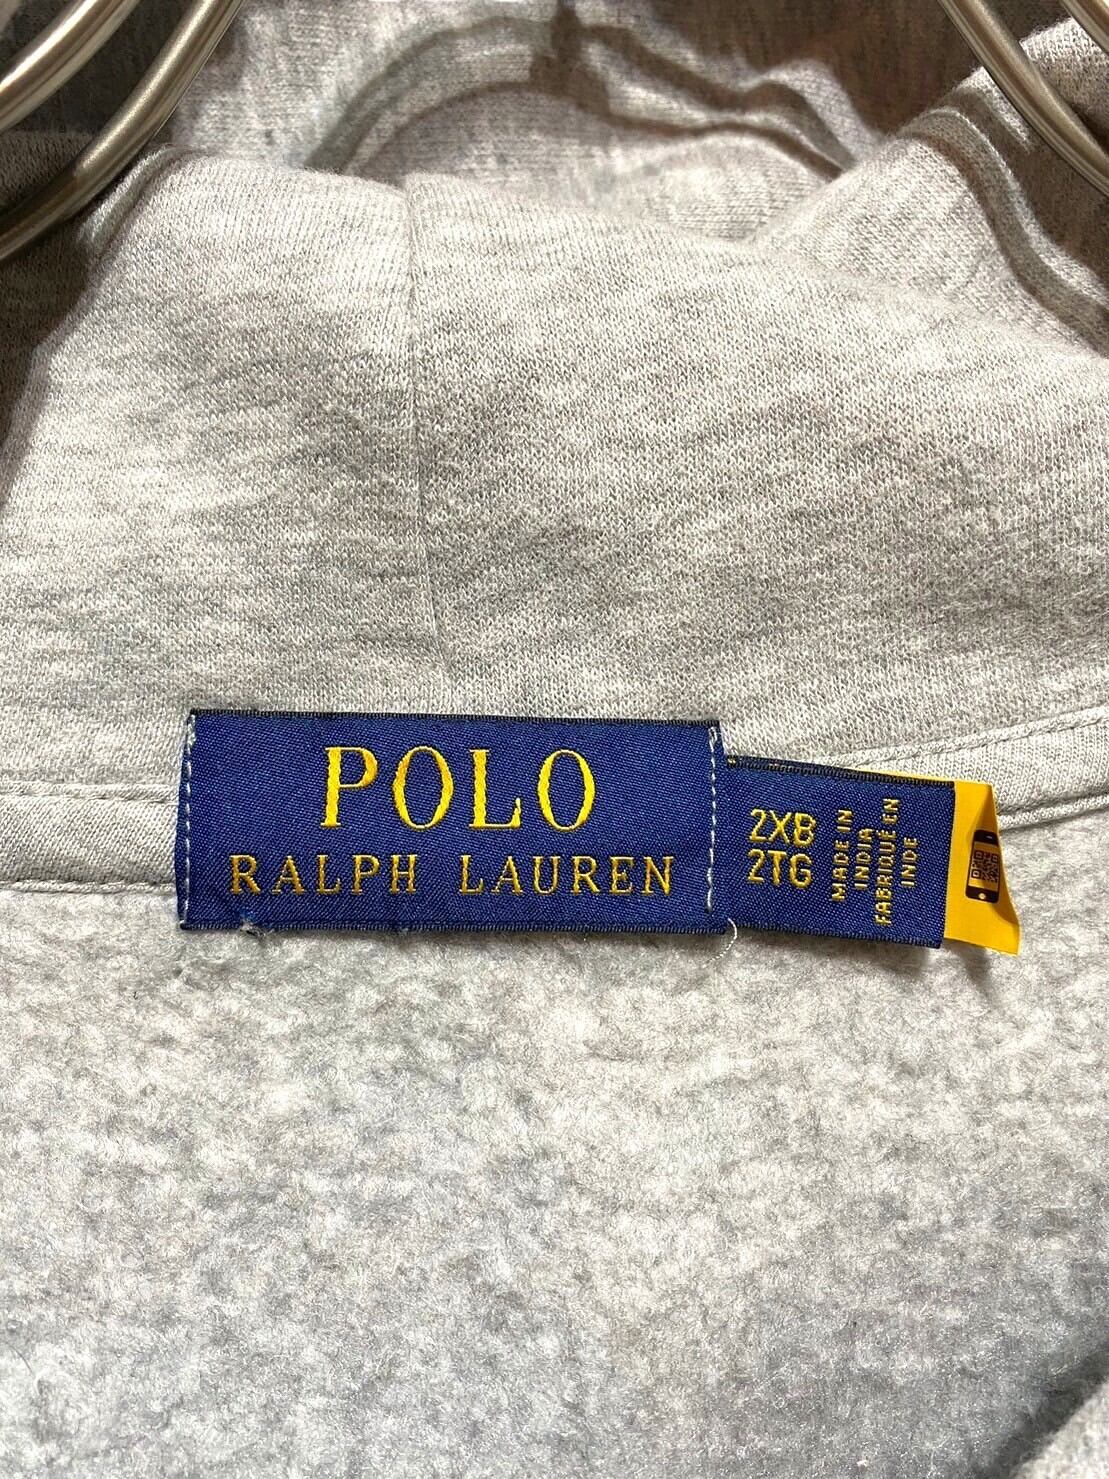 POLO
RALPH LAUREN
2XB
2TG
MADE IN
INDIA
FABRIQUÉ EN
INDE